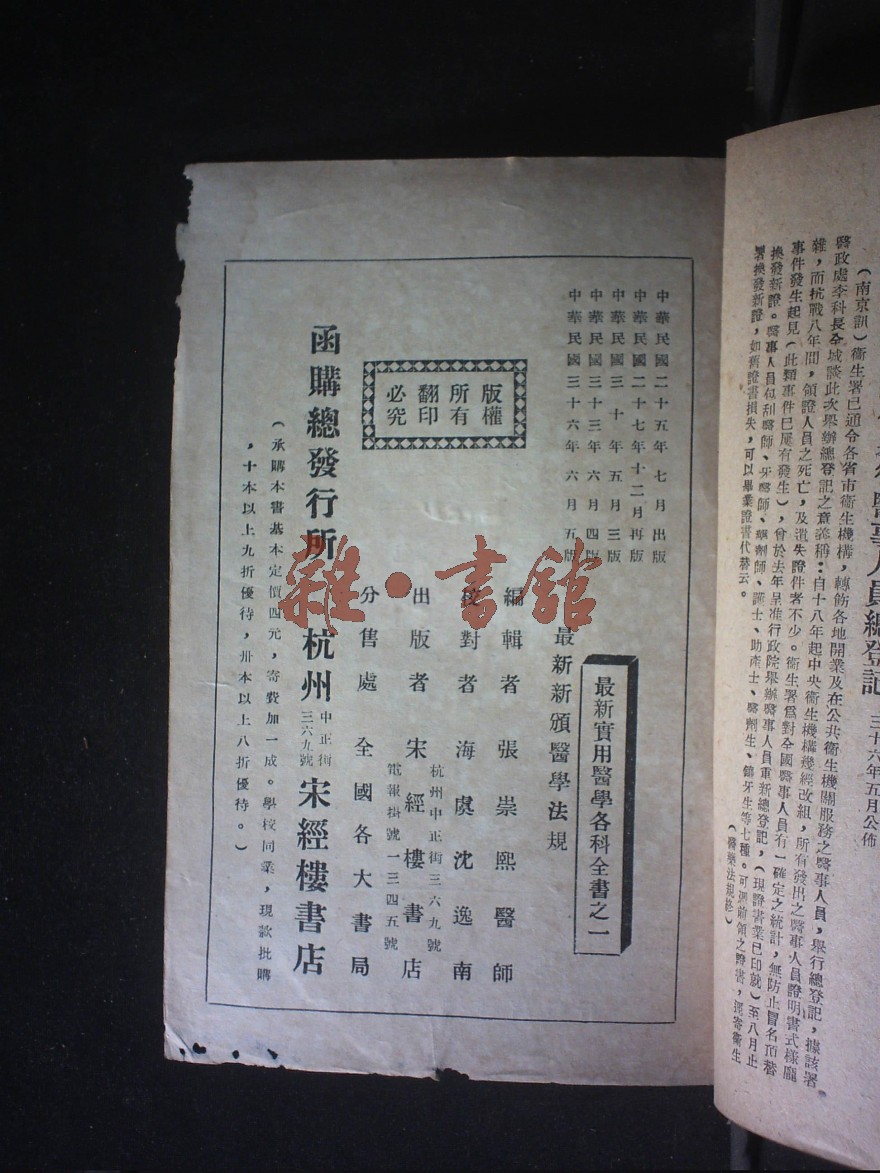 醫事人員總登記　三十六年五月公佈
（南京訊）衞生署已通令各省市衞生機構，轉飭各地開業及在公共衞生機關服務之醫事人員，舉行總登記，據該署
醫政處李科長全城談此次舉辦總登記之意義稱：自十八年起中央衞生機構幾經改組，所有發出之醫事人員證明書式樣龐
雜，而抗戰八年間，領證人員之死亡，及遺失證件者不少。衞生署爲對全國醫事人員有一確定之統計，無防止冒名頂替
事件發生起見（此類事件已屢有發生），曾於去年呈准行政院舉辦醫事人員重新總登記，（現證書業已印就）至八月止
換發新證。醫事人員包括醫師、牙醫師、藥劑師、護士、助產士、醫劑生、鑲牙生等七種。可將前領之證書，逕寄衞生
署換發新證，如舊證書損失，可以畢業證書代替云。
（醫藥法規終）
中華民國二十五年七月出版
中華民國二十七年十二月再版
中華民國三十年五月三版
中華民國三十三年六月四版
中華民國三十六年六月五版
版權
所有
翻印
必究
最新實用醫學各科全書之一
最新新頒醫學法規
編輯者 張崇熙醫師
校對者 海虞沈逸南
杭州中正街三六九號
出版者 宋經樓書店
電報掛號一三四五號
分售處 全國各大書局
函購總發行所 杭州 中正街三六九號 宋經樓書店
（承購本書基本定價四元，寄費加一成。學校同業，現款批購
，十本以上九折優待，卅本以上八折優待。）
雜·書館